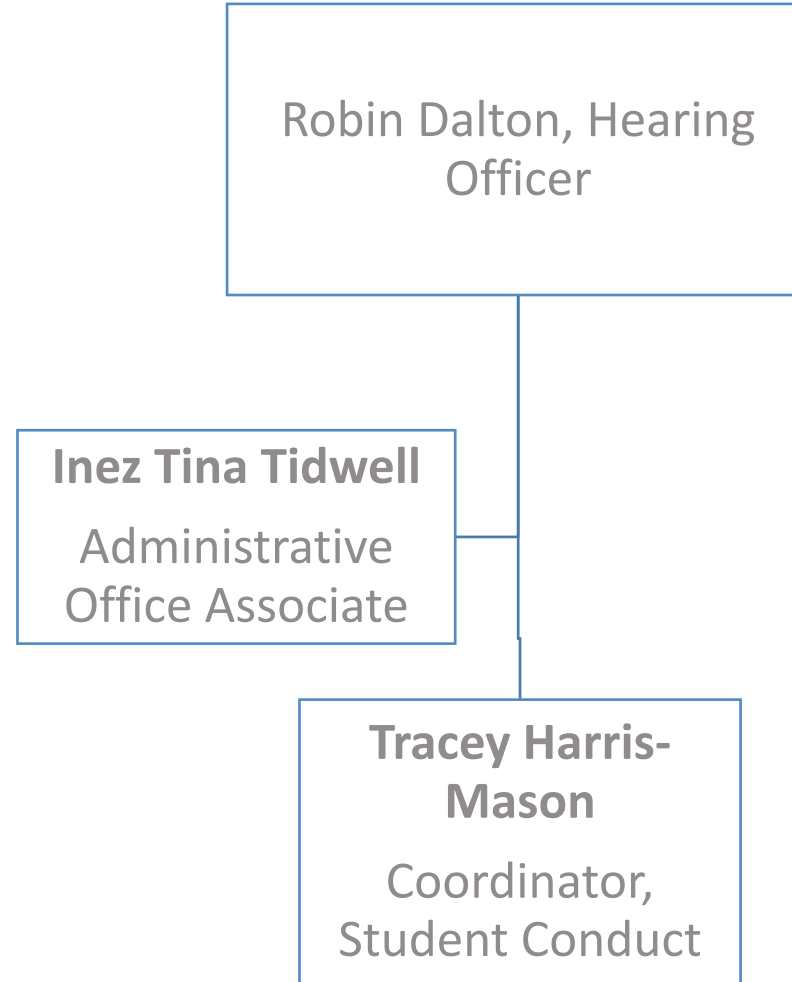 Robin Dalton, Hearing
Officer
Inez Tina Tidwell
Administrative
Office Associate
Tracey Harris-
Mason
Coordinator,
Student Conduct